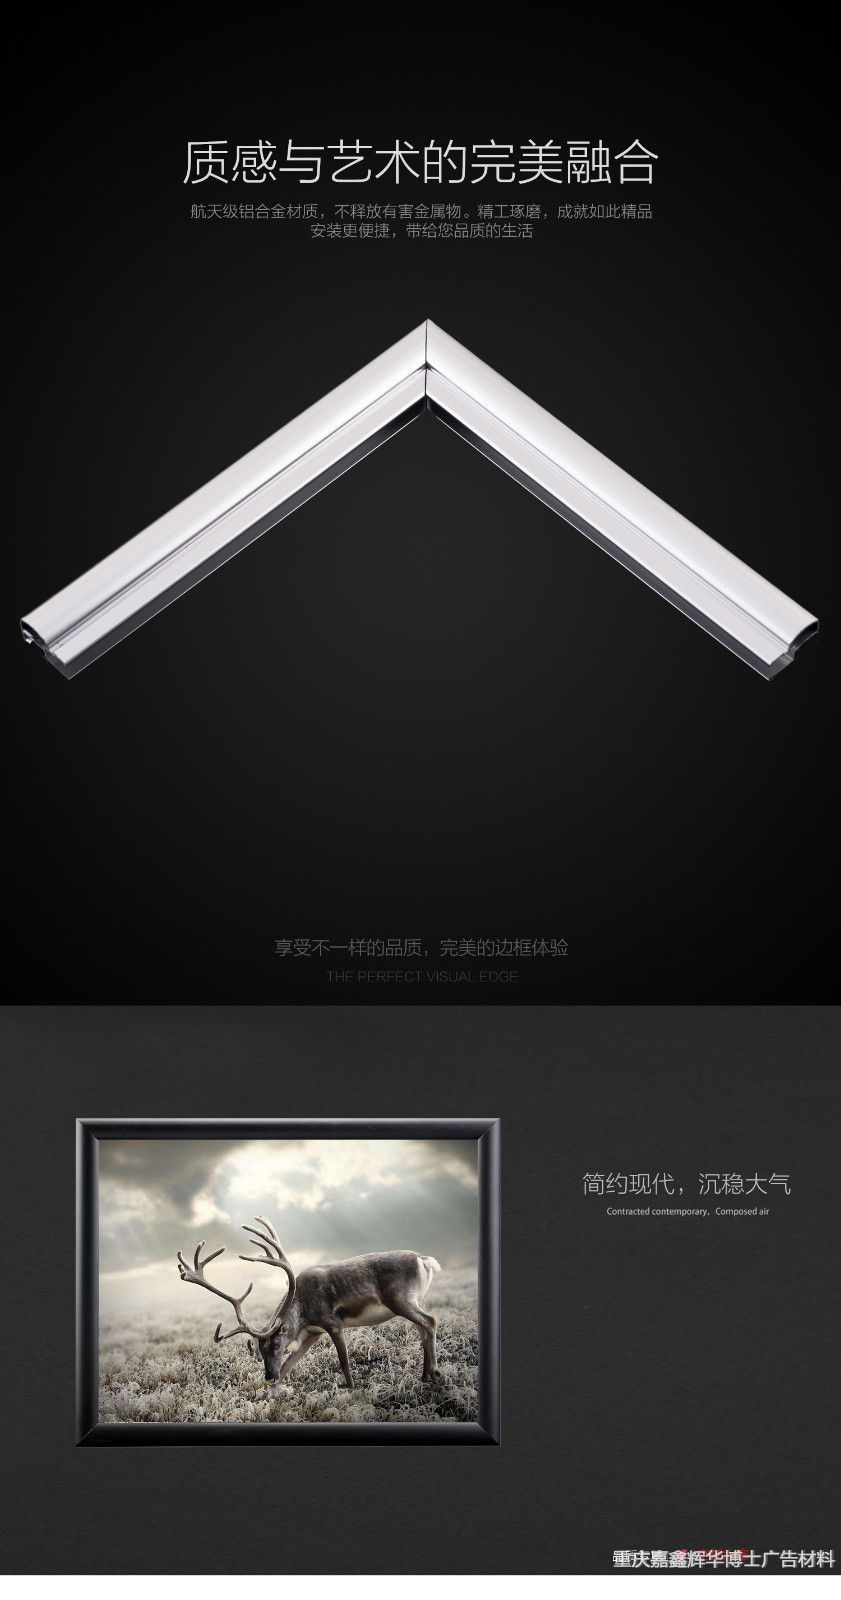 质感与艺术的完美融合
航天级铝合金材质，不释放有害金属物。精工琢磨，成就如此精品
安装更便捷，带给您品质的生活
享受不一样的品质，完美的边框体验
THE PERFECT VISUAL EDGE
简约现代，沉稳大气
Contracted contemporary，Composed air
重庆嘉鑫辉华博士广告材料